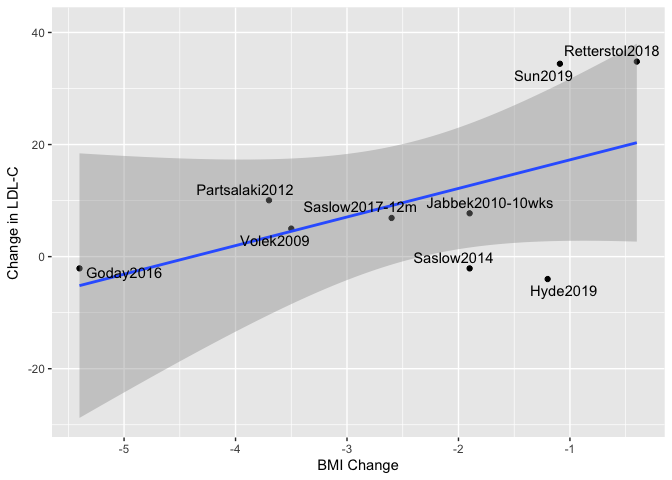 40
20
0
-20
Change in LDL-C
Retterstol2018
Sun2019
Partsalaki2012
Saslow2017-12m
Jabbek2010-10wks
Volek2009
Saslow2014
Goday2016
Hyde2019
-5
-4
-3
-2
-1
BMI Change